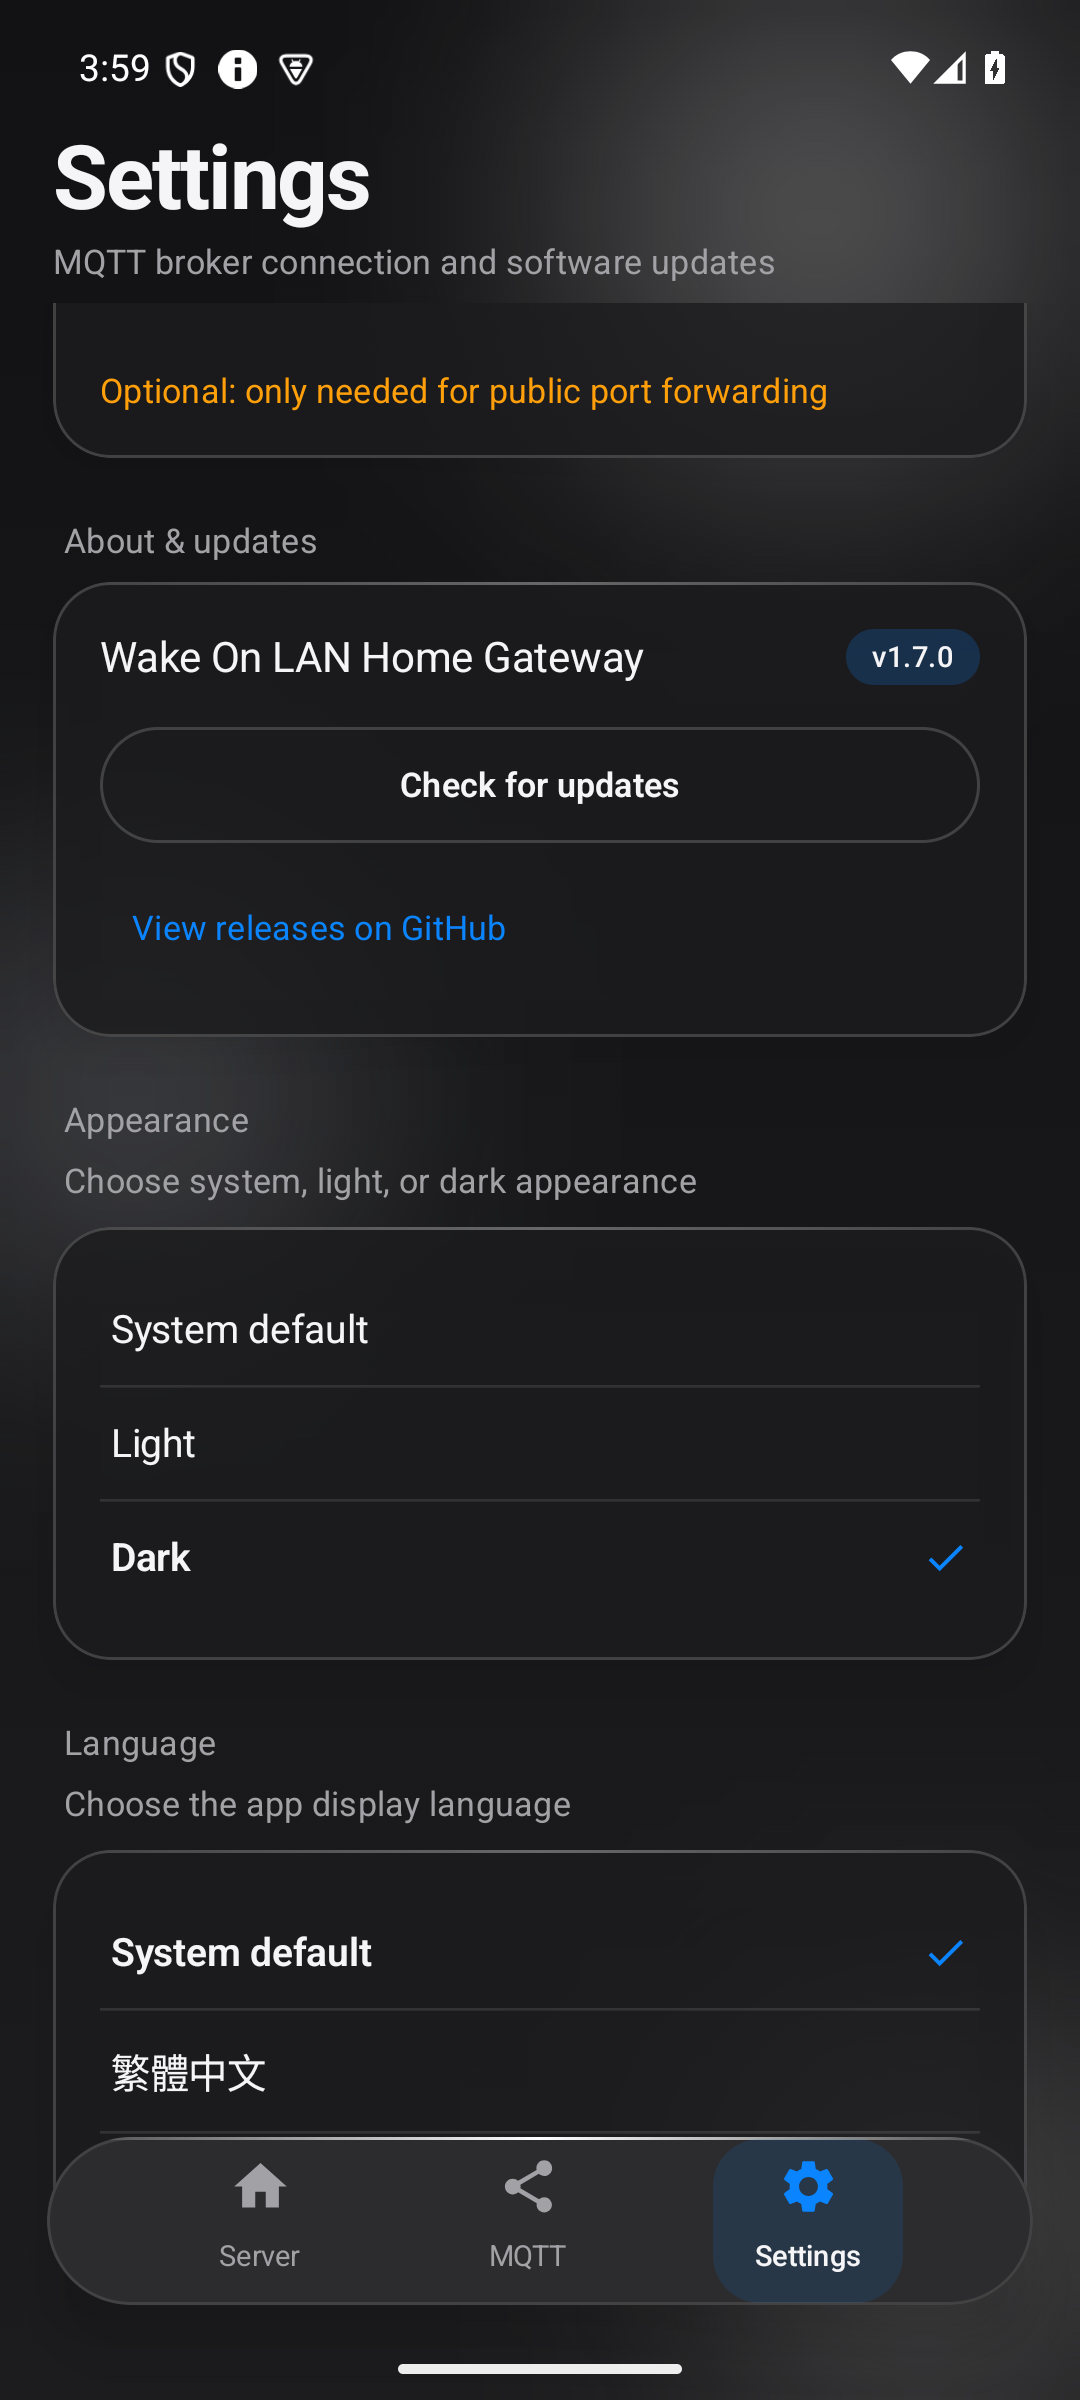 3:59
Settings
MQTT broker connection and software updates
Optional: only needed for public port forwarding
About & updates
Wake On LAN Home Gateway
v1.7.0
Check for updates
View releases on GitHub
Appearance
Choose system, light, or dark appearance
System default
Light
Dark
Language
Choose the app display language
System default
繁體中文
Server
MQTT
Settings